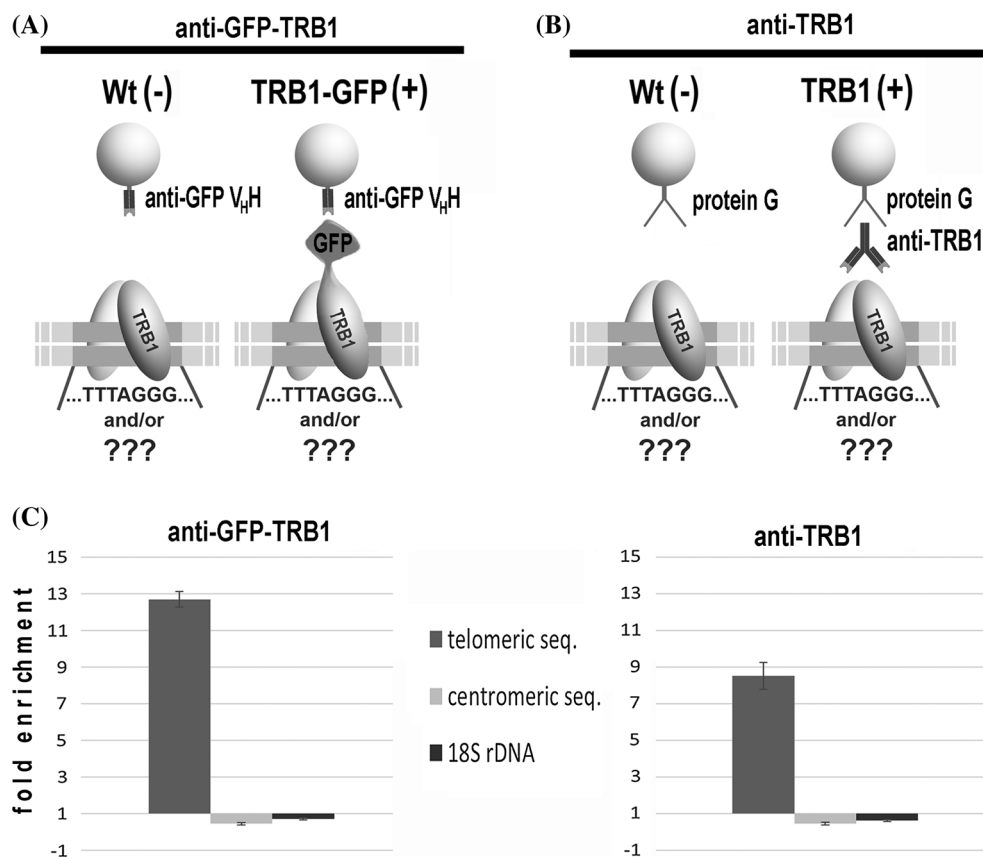 (A)
anti-GFP-TRB1
Wt (-)
TRB1-GFP (+)
anti-GFP VHH
anti-GFP VHH
GFP
TRB1
TRB1
...TTTAGGG...
...TTTAGGG...
and/or
and/or
???
???
(B)
anti-TRB1
Wt (-)
TRB1 (+)
protein G
protein G
anti-TRB1
TRB1
TRB1
...TTTAGGG...
...TTTAGGG...
and/or
and/or
???
???
(C)
anti-GFP-TRB1
fold enrichment
15
13
11
9
7
5
3
1
-1
telomeric seq.
centromeric seq.
18S rDNA
anti-TRB1
15
13
11
9
7
5
3
1
-1